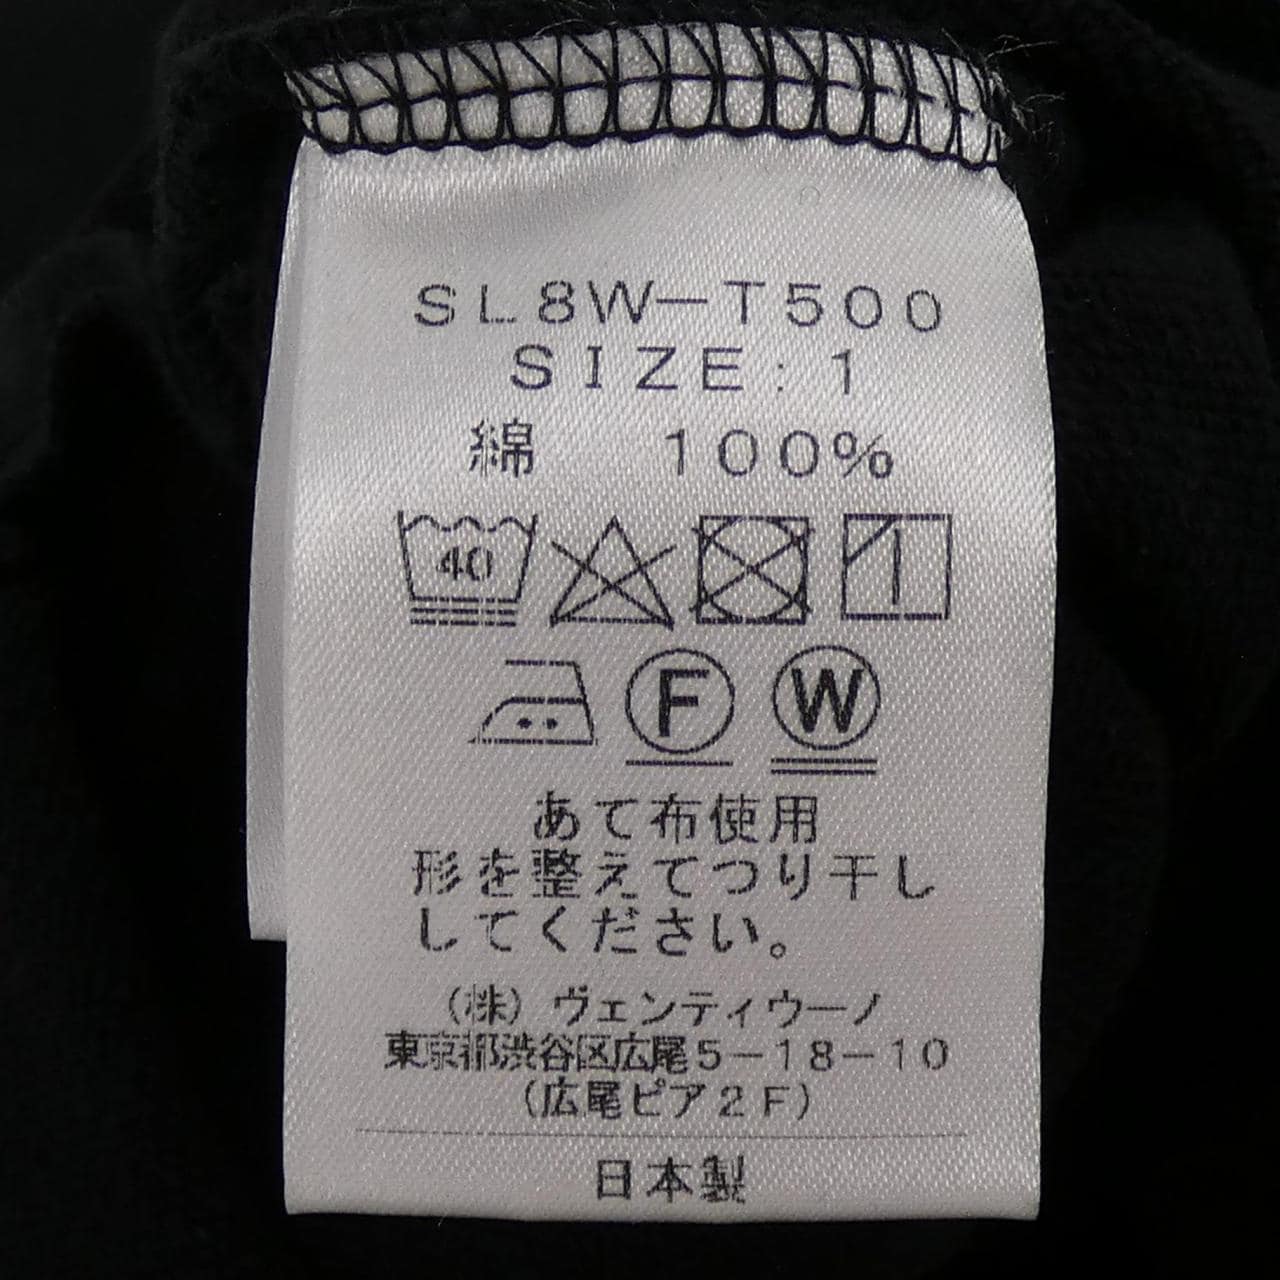 SL8W-T500
SIZE:1
綿 100%
40
F W
あて布使用
形を整えてつり干し
してください。
(株)ヴェンティウーノ
東京都渋谷区広尾5-18-10
(広尾ピア2F)
日本製